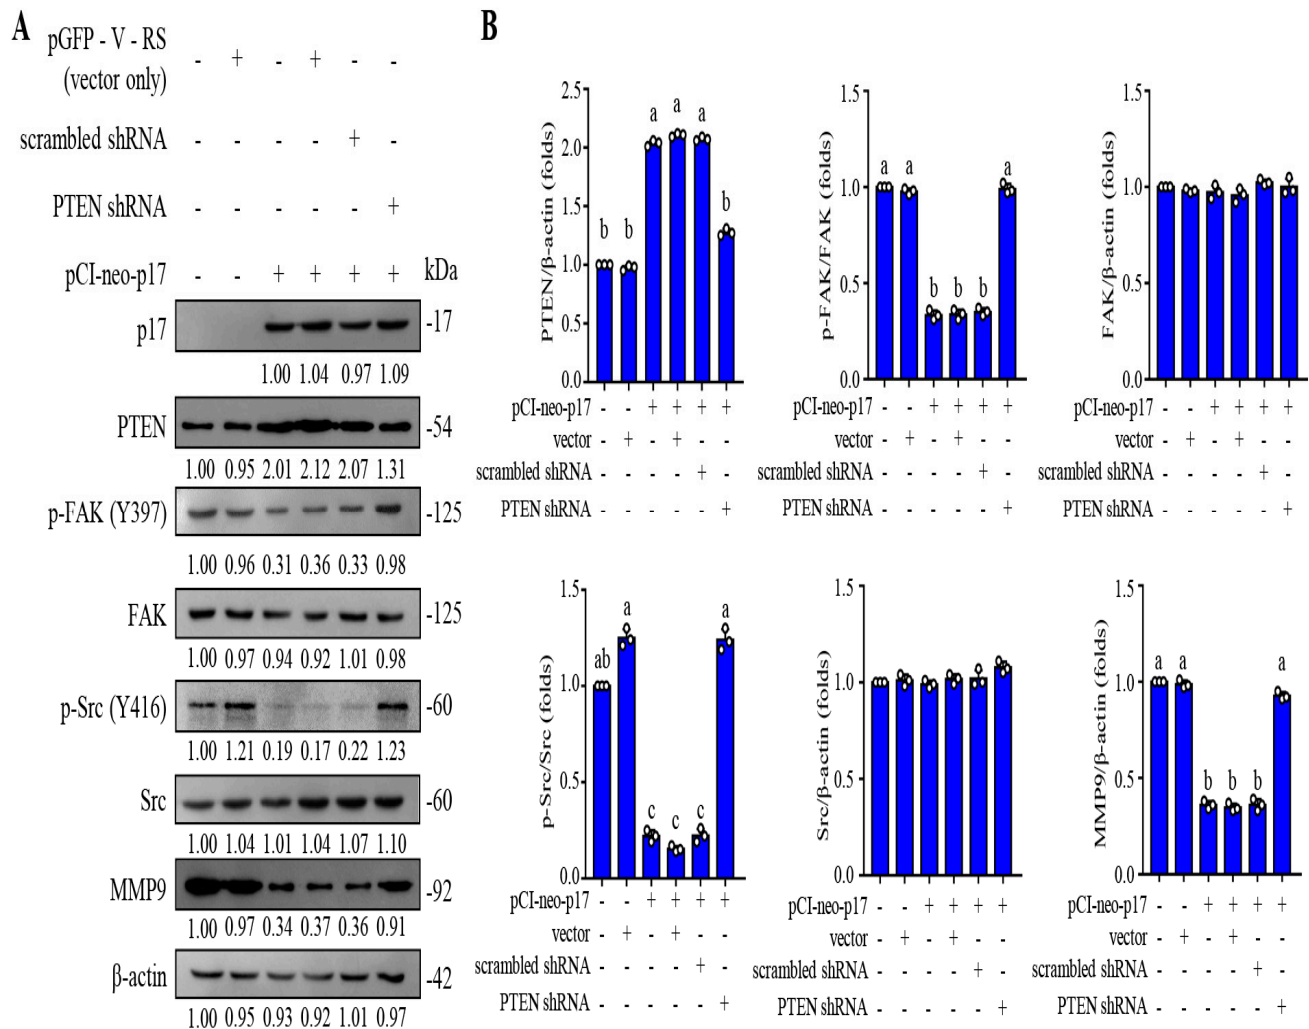 A
pGFP - V - RS
(vector only) - + - + - -
scrambled shRNA - - - - + -
PTEN shRNA - - - - - +
pCI-neo-p17 - - + + + + kDa
p17 -17
1.00 1.04 0.97 1.09
PTEN -54
1.00 0.95 2.01 2.12 2.07 1.31
p-FAK (Y397) -125
1.00 0.96 0.31 0.36 0.33 0.98
FAK -125
1.00 0.97 0.94 0.92 1.01 0.98
p-Src (Y416) -60
1.00 1.21 0.19 0.17 0.22 1.23
Src -60
1.00 1.04 1.01 1.04 1.07 1.10
MMP9 -92
1.00 0.97 0.34 0.37 0.36 0.91
β-actin -42
1.00 0.95 0.93 0.92 1.01 0.97
B
PTEN/β-actin (folds)
2.5
2.0
1.5
1.0
0.5
0.0
b b a a a b
pCI-neo-p17 - - + + + +
vector - + - + - -
scrambled shRNA - - - - + -
PTEN shRNA - - - - - +
p-FAK/FAK (folds)
1.5
1.0
0.5
0.0
a a b b b a
pCI-neo-p17 - - + + + +
vector - + - + - -
scrambled shRNA - - - - + -
PTEN shRNA - - - - - +
FAK/β-actin (folds)
1.5
1.0
0.5
0.0
pCI-neo-p17 - - + + + +
vector - + - + - -
scrambled shRNA - - - - + -
PTEN shRNA - - - - - +
p-Src/Src (folds)
1.5
1.0
0.5
0.0
ab a c c c a
pCI-neo-p17 - - + + + +
vector - + - + - -
scrambled shRNA - - - - + -
PTEN shRNA - - - - - +
Src/β-actin (folds)
1.5
1.0
0.5
0.0
pCI-neo-p17 - - + + + +
vector - + - + - -
scrambled shRNA - - - - + -
PTEN shRNA - - - - - +
MMP9/β-actin (folds)
1.5
1.0
0.5
0.0
a a b b b a
pCI-neo-p17 - - + + + +
vector - + - + - -
scrambled shRNA - - - - + -
PTEN shRNA - - - - - +